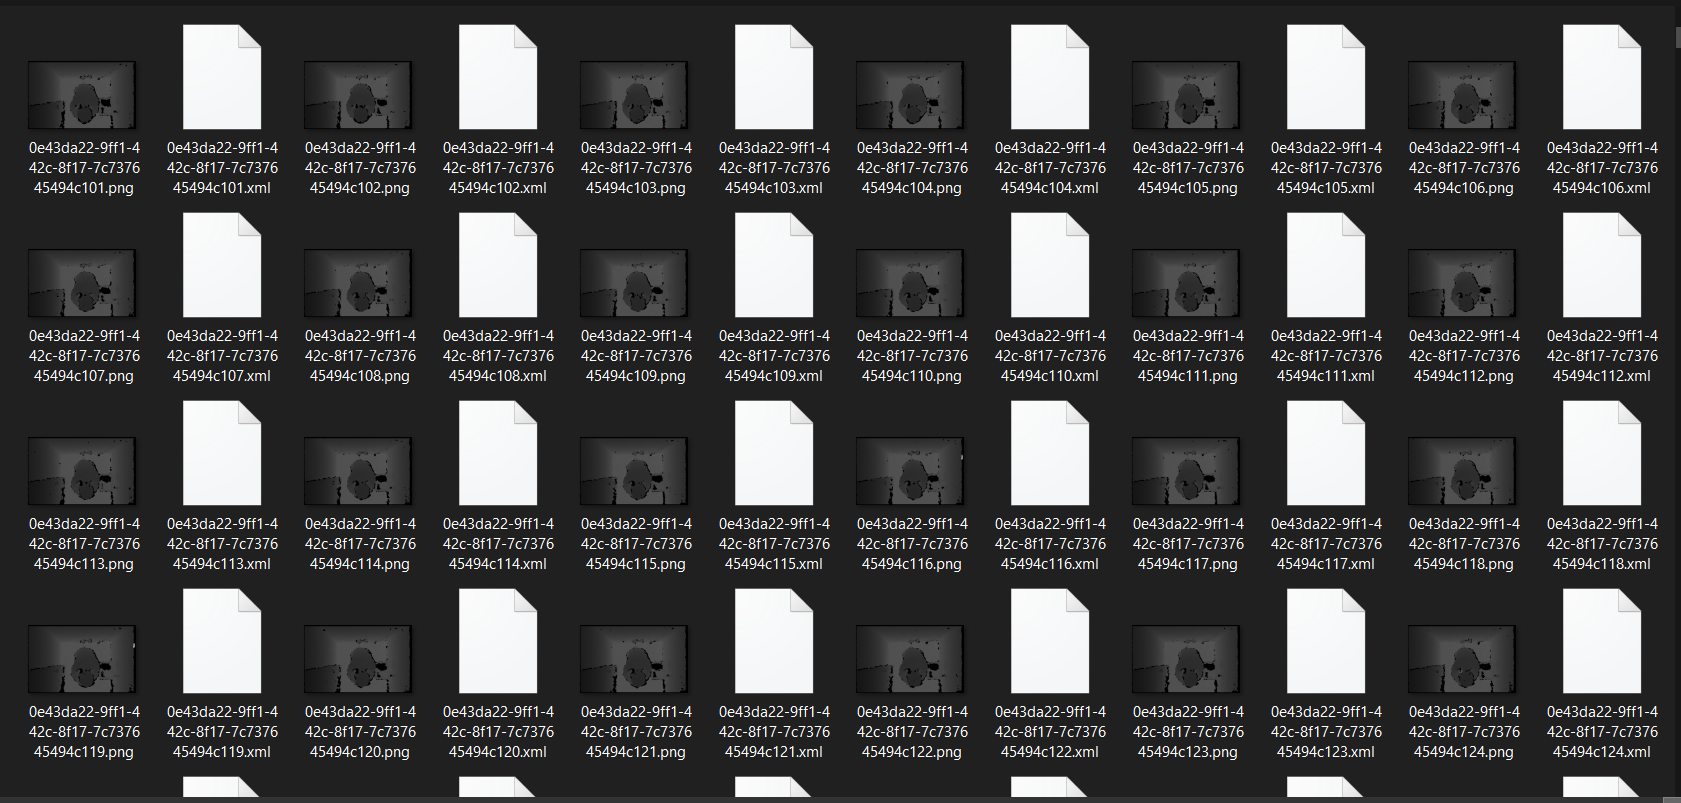 0e43da22-9ff1-4 0e43da22-9ff1-4 0e43da22-9ff1-4 0e43da22-9ff1-4 0e43da22-9ff1-4 0e43da22-9ff1-4 0e43da22-9ff1-4 0e43da22-9ff1-4 0e43da22-9ff1-4 0e43da22-9ff1-4 0e43da22-9ff1-4 0e43da22-9ff1-4
42c-8f17-7c7376 42c-8f17-7c7376 42c-8f17-7c7376 42c-8f17-7c7376 42c-8f17-7c7376 42c-8f17-7c7376 42c-8f17-7c7376 42c-8f17-7c7376 42c-8f17-7c7376 42c-8f17-7c7376 42c-8f17-7c7376 42c-8f17-7c7376
45494c101.png 45494c101.xml 45494c102.png 45494c102.xml 45494c103.png 45494c103.xml 45494c104.png 45494c104.xml 45494c105.png 45494c105.xml 45494c106.png 45494c106.xml
0e43da22-9ff1-4 0e43da22-9ff1-4 0e43da22-9ff1-4 0e43da22-9ff1-4 0e43da22-9ff1-4 0e43da22-9ff1-4 0e43da22-9ff1-4 0e43da22-9ff1-4 0e43da22-9ff1-4 0e43da22-9ff1-4 0e43da22-9ff1-4 0e43da22-9ff1-4
42c-8f17-7c7376 42c-8f17-7c7376 42c-8f17-7c7376 42c-8f17-7c7376 42c-8f17-7c7376 42c-8f17-7c7376 42c-8f17-7c7376 42c-8f17-7c7376 42c-8f17-7c7376 42c-8f17-7c7376 42c-8f17-7c7376 42c-8f17-7c7376
45494c107.png 45494c107.xml 45494c108.png 45494c108.xml 45494c109.png 45494c109.xml 45494c110.png 45494c110.xml 45494c111.png 45494c111.xml 45494c112.png 45494c112.xml
0e43da22-9ff1-4 0e43da22-9ff1-4 0e43da22-9ff1-4 0e43da22-9ff1-4 0e43da22-9ff1-4 0e43da22-9ff1-4 0e43da22-9ff1-4 0e43da22-9ff1-4 0e43da22-9ff1-4 0e43da22-9ff1-4 0e43da22-9ff1-4 0e43da22-9ff1-4
42c-8f17-7c7376 42c-8f17-7c7376 42c-8f17-7c7376 42c-8f17-7c7376 42c-8f17-7c7376 42c-8f17-7c7376 42c-8f17-7c7376 42c-8f17-7c7376 42c-8f17-7c7376 42c-8f17-7c7376 42c-8f17-7c7376 42c-8f17-7c7376
45494c113.png 45494c113.xml 45494c114.png 45494c114.xml 45494c115.png 45494c115.xml 45494c116.png 45494c116.xml 45494c117.png 45494c117.xml 45494c118.png 45494c118.xml
0e43da22-9ff1-4 0e43da22-9ff1-4 0e43da22-9ff1-4 0e43da22-9ff1-4 0e43da22-9ff1-4 0e43da22-9ff1-4 0e43da22-9ff1-4 0e43da22-9ff1-4 0e43da22-9ff1-4 0e43da22-9ff1-4 0e43da22-9ff1-4 0e43da22-9ff1-4
42c-8f17-7c7376 42c-8f17-7c7376 42c-8f17-7c7376 42c-8f17-7c7376 42c-8f17-7c7376 42c-8f17-7c7376 42c-8f17-7c7376 42c-8f17-7c7376 42c-8f17-7c7376 42c-8f17-7c7376 42c-8f17-7c7376 42c-8f17-7c7376
45494c119.png 45494c119.xml 45494c120.png 45494c120.xml 45494c121.png 45494c121.xml 45494c122.png 45494c122.xml 45494c123.png 45494c123.xml 45494c124.png 45494c124.xml